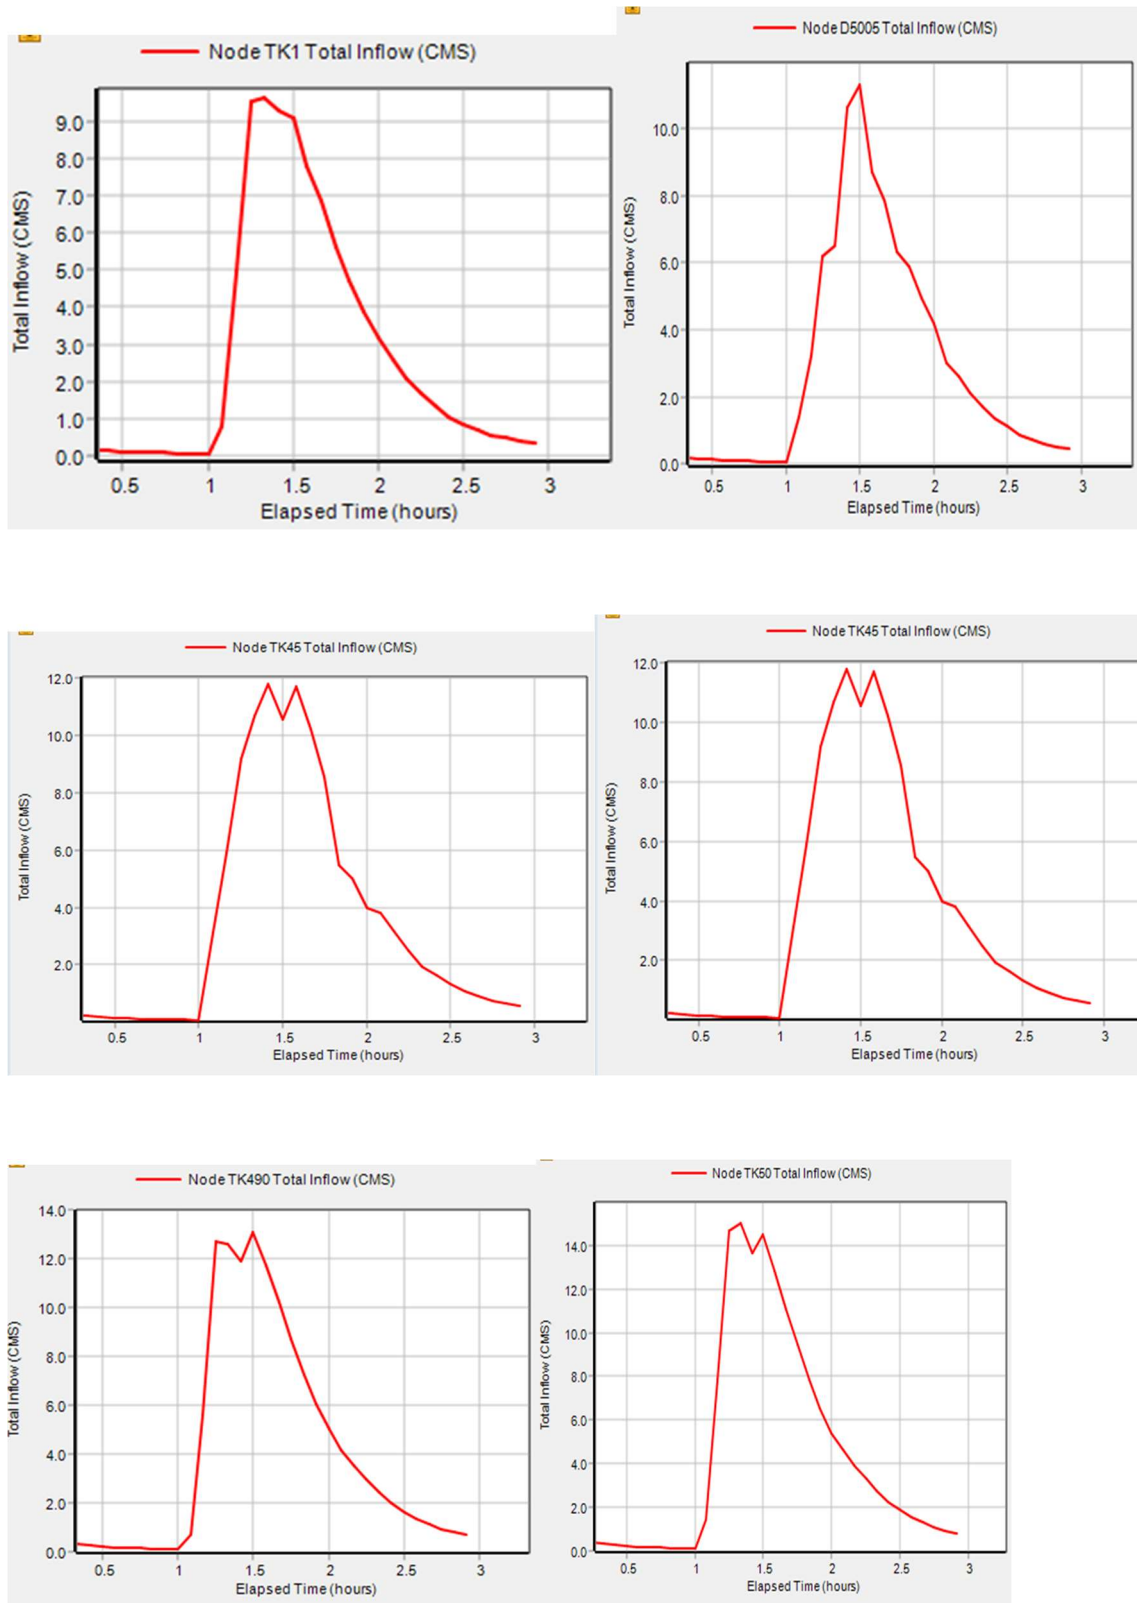 Node TK1 Total Inflow (CMS)
9.0
8.0
7.0
6.0
5.0
4.0
3.0
2.0
1.0
0.0
Total Inflow (CMS)
0.5 1 1.5 2 2.5 3
Elapsed Time (hours)
Node D5005 Total Inflow (CMS)
10.0
8.0
6.0
4.0
2.0
0.0
Total Inflow (CMS)
0.5 1 1.5 2 2.5 3
Elapsed Time (hours)
Node TK45 Total Inflow (CMS)
12.0
10.0
8.0
6.0
4.0
2.0
Total Inflow (CMS)
0.5 1 1.5 2 2.5 3
Elapsed Time (hours)
Node TK45 Total Inflow (CMS)
12.0
10.0
8.0
6.0
4.0
2.0
Total Inflow (CMS)
0.5 1 1.5 2 2.5 3
Elapsed Time (hours)
Node TK490 Total Inflow (CMS)
14.0
12.0
10.0
8.0
6.0
4.0
2.0
0.0
Total Inflow (CMS)
0.5 1 1.5 2 2.5 3
Elapsed Time (hours)
Node TK50 Total Inflow (CMS)
14.0
12.0
10.0
8.0
6.0
4.0
2.0
0.0
Total Inflow (CMS)
0.5 1 1.5 2 2.5 3
Elapsed Time (hours)